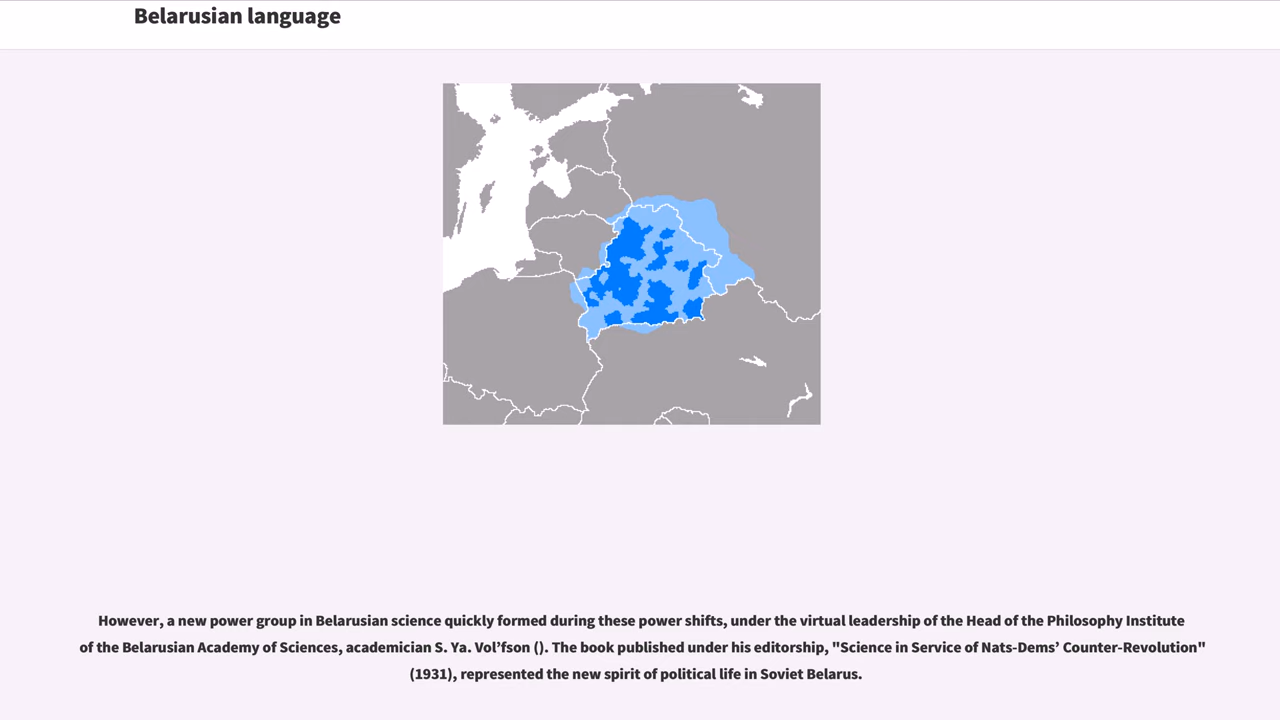 Belarusian language
However, a new power group in Belarusian science quickly formed during these power shifts, under the virtual leadership of the Head of the Philosophy Institute
of the Belarusian Academy of Sciences, academician S. Ya. Vol’fson (). The book published under his editorship, "Science in Service of Nats-Dems’ Counter-Revolution"
(1931), represented the new spirit of political life in Soviet Belarus.